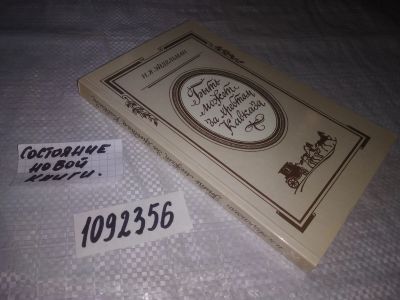 Н.Я. ЭЙДЕЛЬМАН
Быть
может
за хребтом
Кавказа
СОСТОЯНИЕ
НОВОЙ
КНИГИ.
1092356